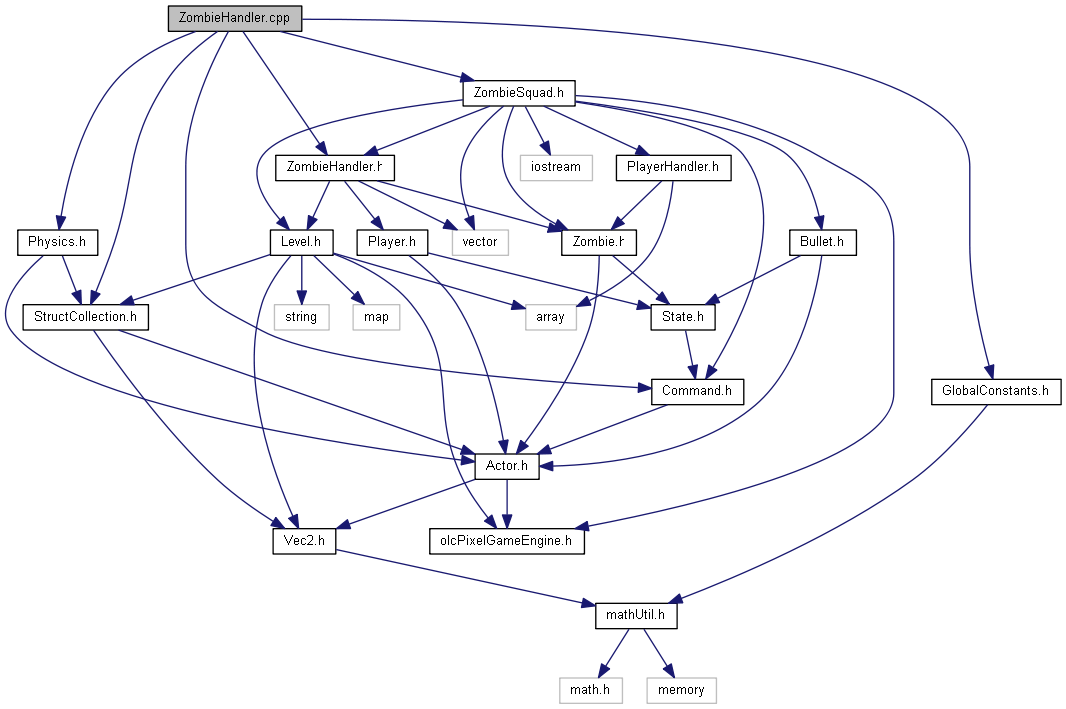 ZombieHandler.cpp
ZombieSquad.h
ZombieHandler.h
iostream
PlayerHandler.h
Physics.h
Level.h
Player.h
vector
Zombie.h
Bullet.h
StructCollection.h
string
map
array
State.h
Command.h
GlobalConstants.h
Actor.h
Vec2.h
olcPixelGameEngine.h
mathUtil.h
math.h
memory